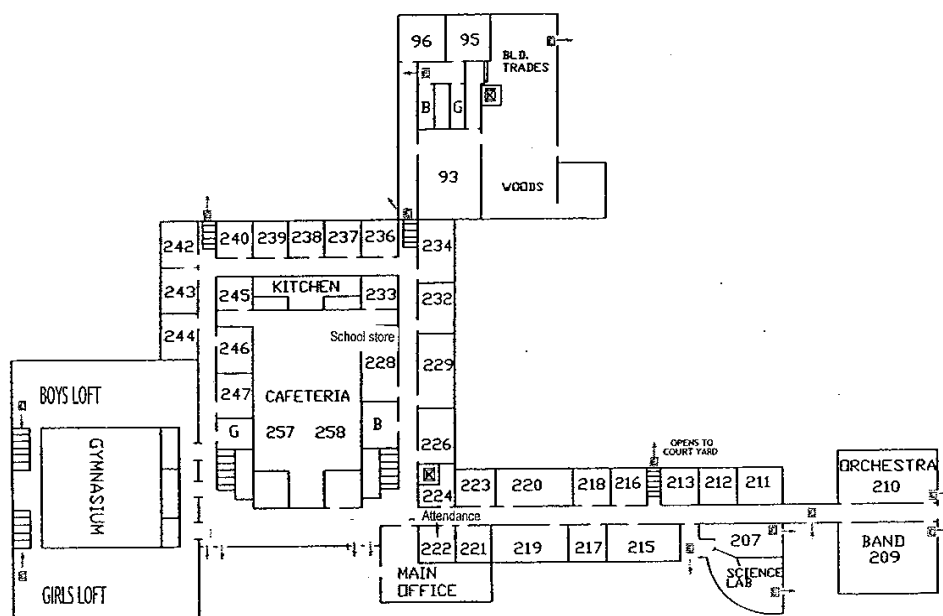 96 95
BLD.
TRADES
B G
93 WOODS
242 240 239 238 237 236 234
243 245 KITCHEN 233 232
School store
244 246 228 229
BOYS LOFT 247 CAFETERIA
G 257 258 B 226
GYMNASIUM
OPENS TO
COURT YARD
ORCHESTRA
210
224 223 220 218 216 213 212 211
Attendance
222 221 219 217 215 207 BAND
209
MAIN
OFFICE
SCIENCE
LAB
GIRLS LOFT